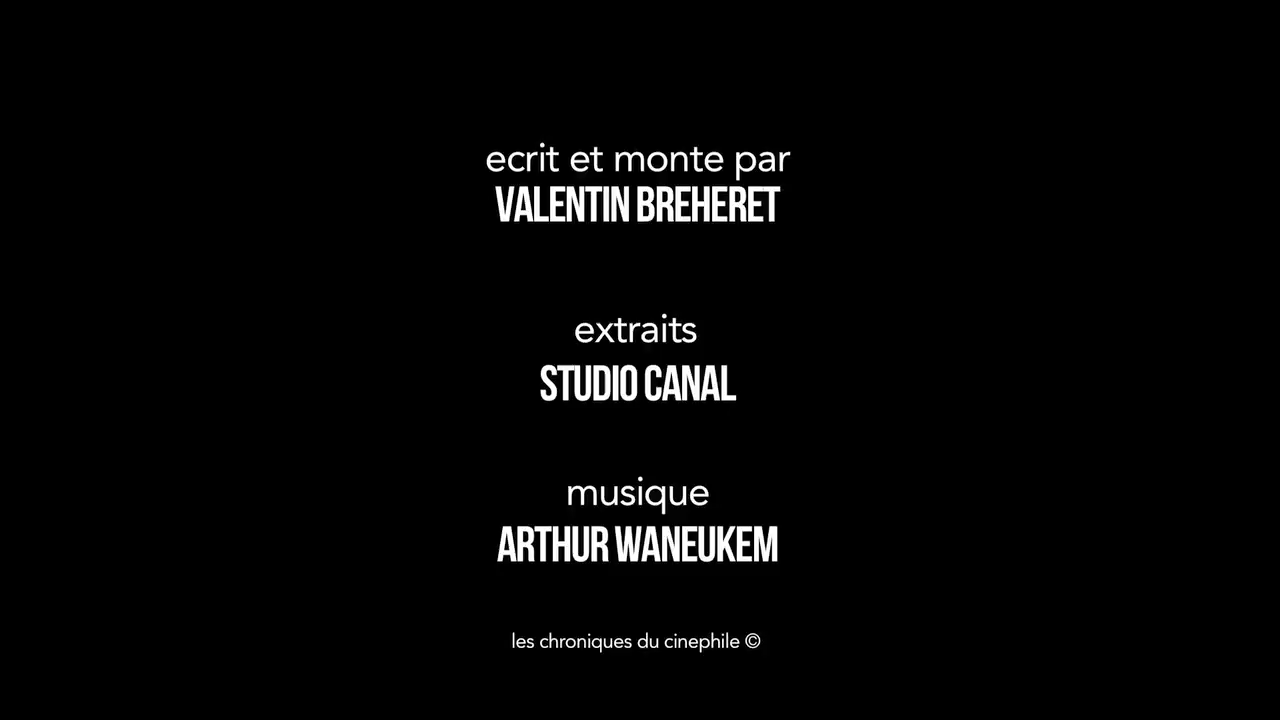 ecrit et monte par
VALENTIN BREHERET
extraits
STUDIO CANAL
musique
ARTHUR WANEUKEM
les chroniques du cinephile ©